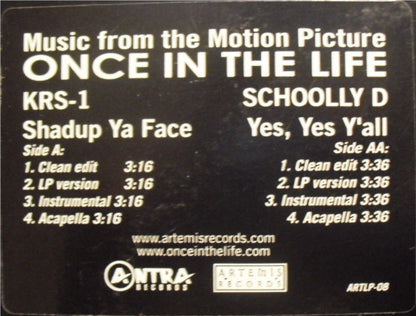 Music from the Motion Picture
ONCE IN THE LIFE
KRS-1
Shadup Ya Face
Side A:
1. Clean edit 3:16
2. LP version 3:16
3. Instrumental 3:16
4. Acapella 3:16
SCHOOLLY D
Yes, Yes Y'all
Side AA:
1. Clean edit 3:36
2. LP version 3:36
3. Instrumental 3:36
4. Acapella 3:36
www.artemisrecords.com
www.onceinthelife.com
ANTRA
RECORDS
ARTEMIS
RECORDS
ARTLP-08